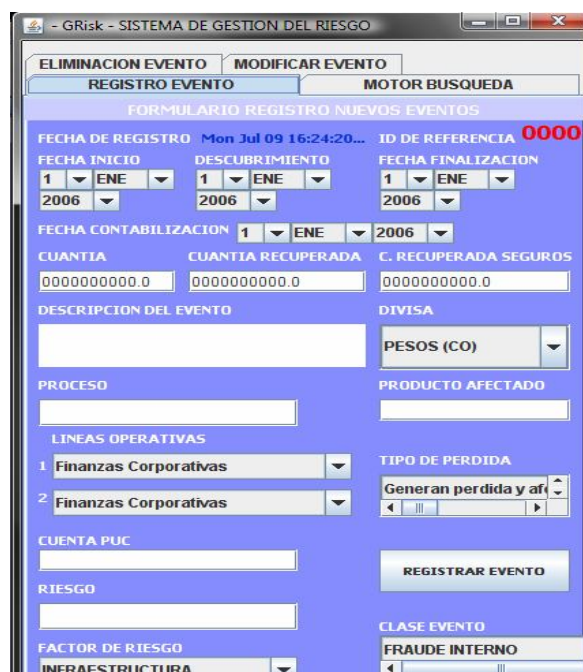 - GRisk - SISTEMA DE GESTION DEL RIESGO
ELIMINACION EVENTO MODIFICAR EVENTO
REGISTRO EVENTO MOTOR BUSQUEDA
FORMULARIO REGISTRO NUEVOS EVENTOS
FECHA DE REGISTRO Mon Jul 09 16:24:20... ID DE REFERENCIA 0000
FECHA INICIO DESCUBRIMIENTO FECHA FINALIZACION
1 ENE 1 ENE 1 ENE
2006 2006 2006
FECHA CONTABILIZACION 1 ENE 2006
CUANTIA CUANTIA RECUPERADA C. RECUPERADA SEGUROS
0000000000.0 0000000000.0 0000000000.0
DESCRIPCION DEL EVENTO DIVISA
PESOS (CO)
PROCESO PRODUCTO AFECTADO
LINEAS OPERATIVAS
1 Finanzas Corporativas TIPO DE PERDIDA
2 Finanzas Corporativas Generan perdida y afe
CUENTA PUC
REGISTRAR EVENTO
RIESGO
CLASE EVENTO
FACTOR DE RIESGO FRAUDE INTERNO
INFRAESTRUCTURA